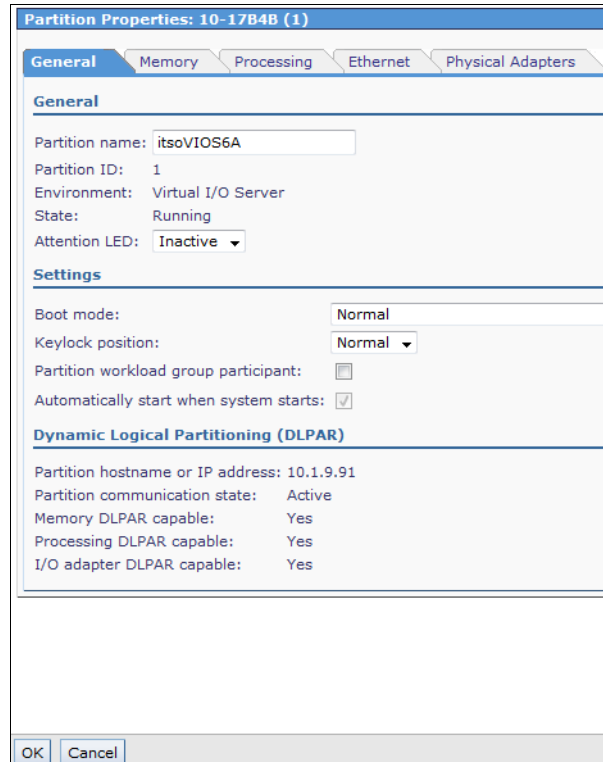 Partition Properties: 10-17B4B (1)
General Memory Processing Ethernet Physical Adapters
General
Partition name: itsoVIOS6A
Partition ID: 1
Environment: Virtual I/O Server
State: Running
Attention LED: Inactive
Settings
Boot mode: Normal
Keylock position: Normal
Partition workload group participant:
Automatically start when system starts:
Dynamic Logical Partitioning (DLPAR)
Partition hostname or IP address: 10.1.9.91
Partition communication state: Active
Memory DLPAR capable: Yes
Processing DLPAR capable: Yes
I/O adapter DLPAR capable: Yes
OK Cancel